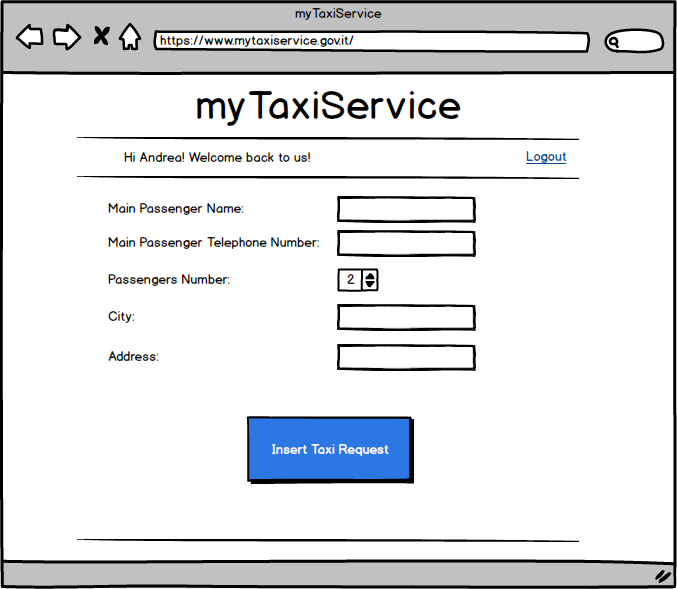 myTaxiService
https://www.mytaxiservice.gov.it/
myTaxiService
Hi Andrea! Welcome back to us! Logout
Main Passenger Name:
Main Passenger Telephone Number:
Passengers Number: 2
City:
Address:
Insert Taxi Request